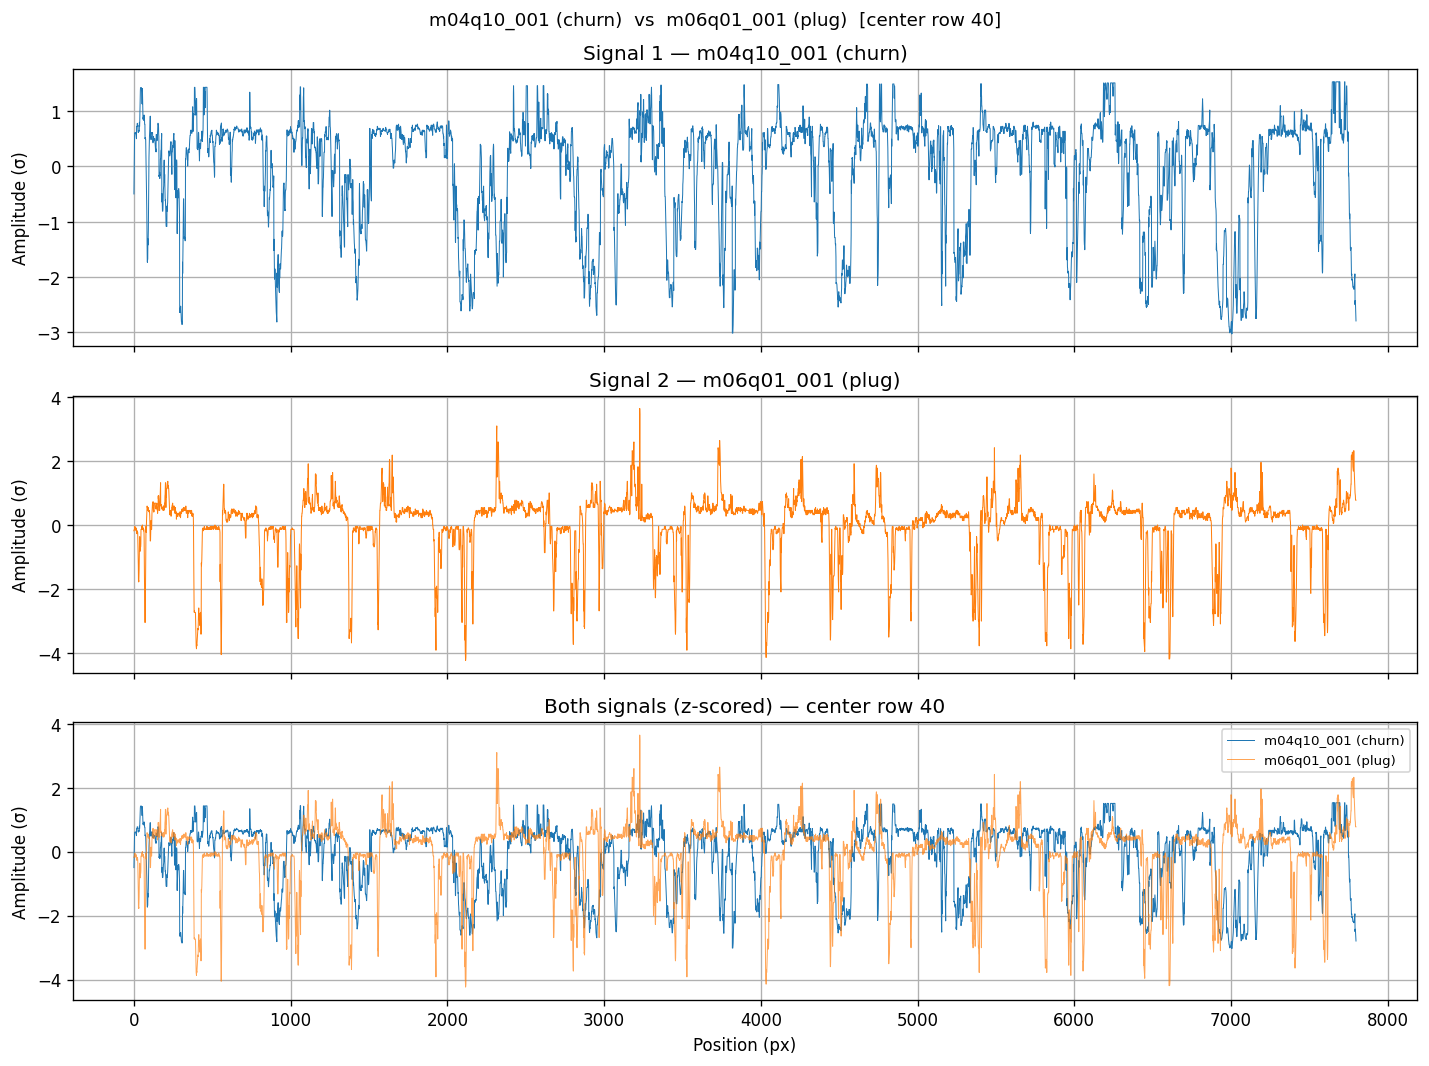 m04q10_001 (churn)  vs  m06q01_001 (plug)  [center row 40]
Signal 1 — m04q10_001 (churn)
Amplitude (σ)
1
0
−1
−2
−3
Signal 2 — m06q01_001 (plug)
Amplitude (σ)
4
2
0
−2
−4
Both signals (z-scored) — center row 40
Amplitude (σ)
4
2
0
−2
−4
m04q10_001 (churn)
m06q01_001 (plug)
0 1000 2000 3000 4000 5000 6000 7000 8000
Position (px)